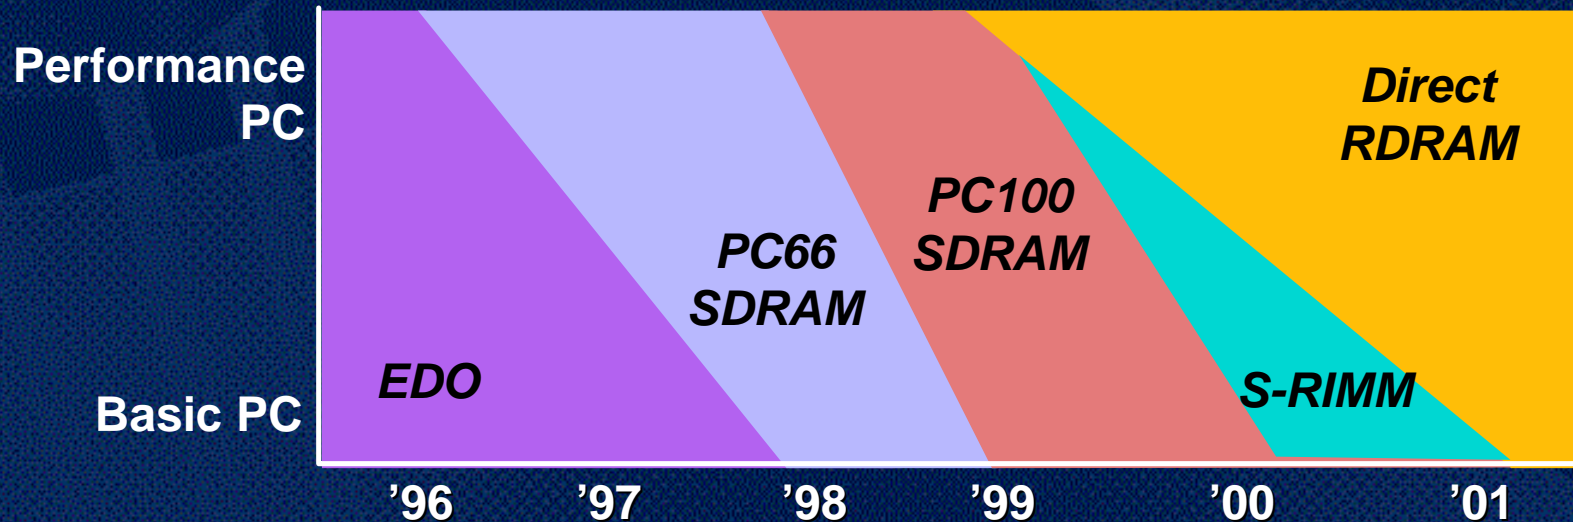 Performance
PC
Direct
RDRAM
PC100
SDRAM
PC66
SDRAM
EDO
S-RIMM
Basic PC
’96 ’97 ’98 ’99 ’00 ’01